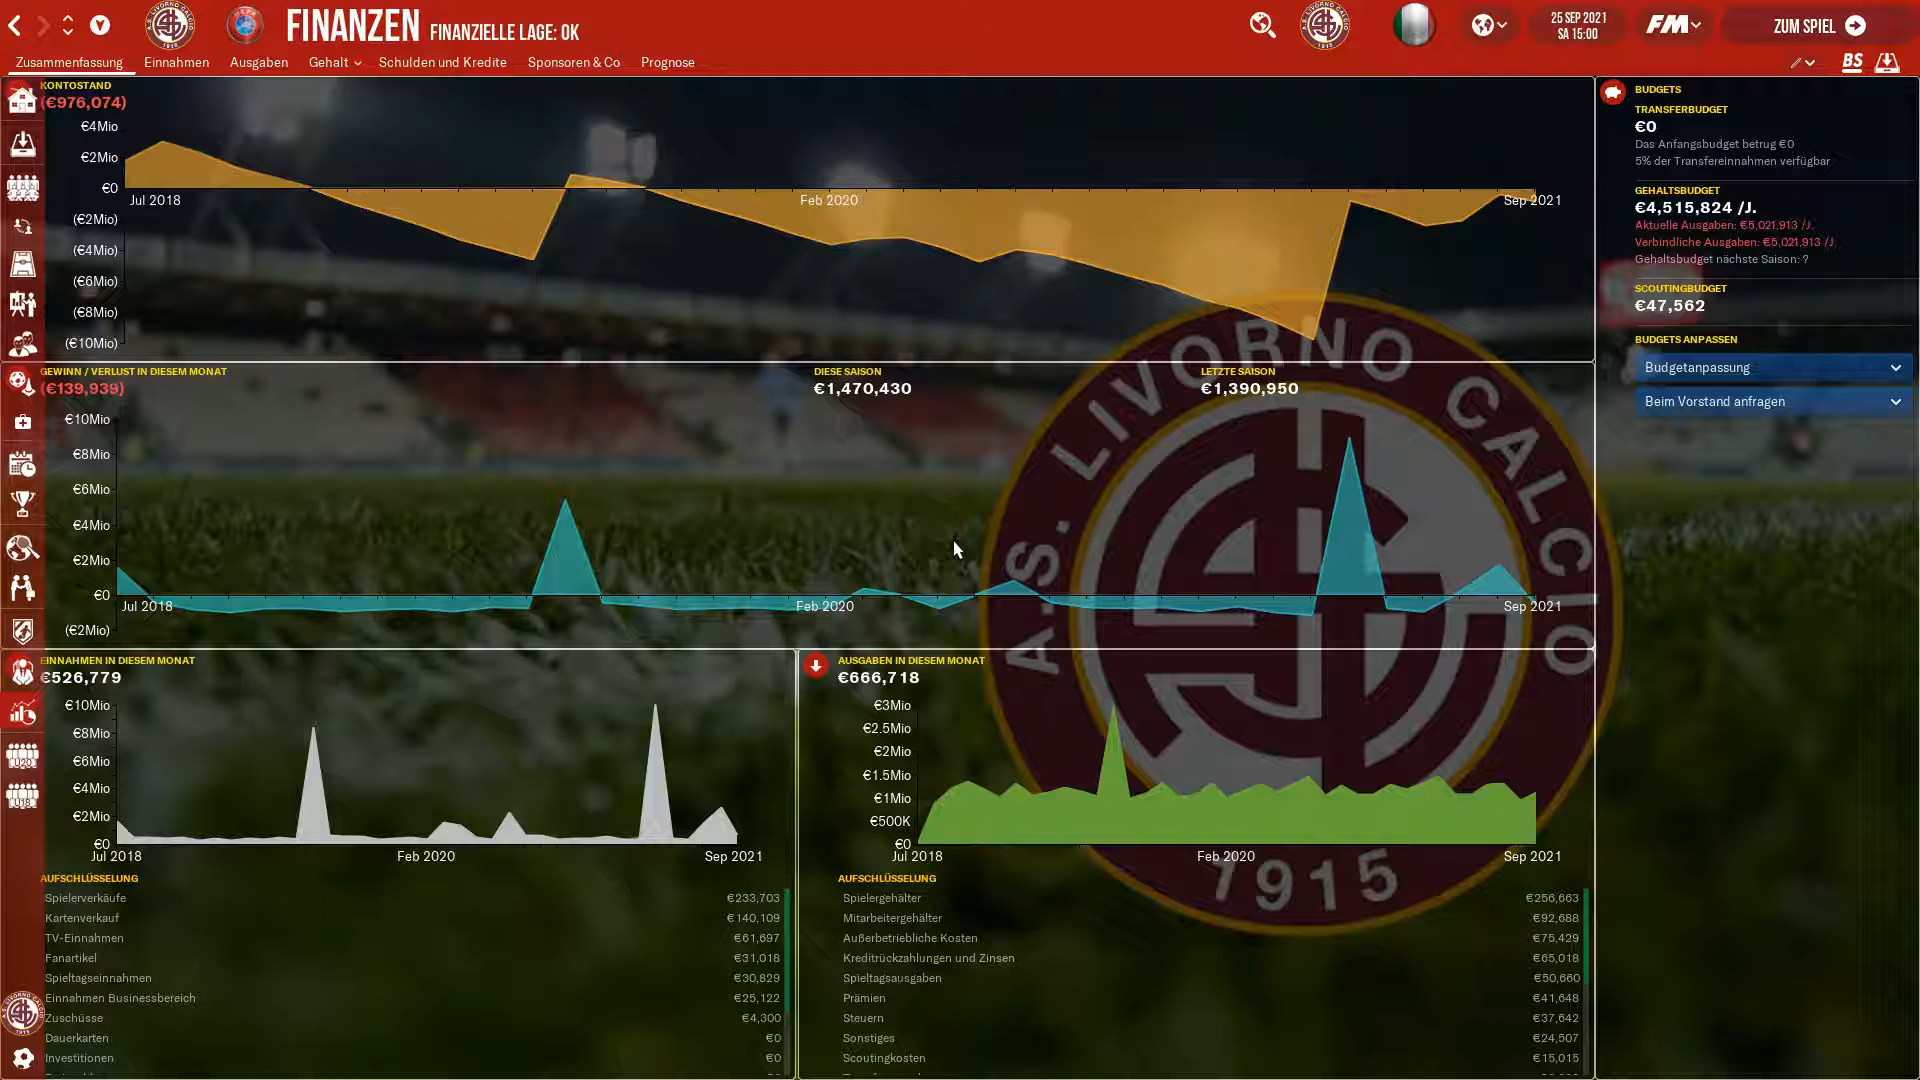 FINANZEN FINANZIELLE LAGE: OK
25 SEP 2021
SA 15:00
FM
ZUM SPIEL
Zusammenfassung Einnahmen Ausgaben Gehalt Schulden und Kredite Sponsoren & Co Prognose
BS
KONTOSTAND
(€976,074)
€4Mio
€2Mio
€0
(€2Mio)
(€4Mio)
(€6Mio)
(€8Mio)
(€10Mio)
Jul 2018 Feb 2020 Sep 2021
GEWINN / VERLUST IN DIESEM MONAT
(€139,939)
DIESE SAISON
€1,470,430
LETZTE SAISON
€1,390,950
€10Mio
€8Mio
€6Mio
€4Mio
€2Mio
€0
(€2Mio)
Jul 2018 Feb 2020 Sep 2021
EINNAHMEN IN DIESEM MONAT
€526,779
€10Mio
€8Mio
€6Mio
€4Mio
€2Mio
€0
Jul 2018 Feb 2020 Sep 2021
AUFSCHLÜSSELUNG
Spielerverkäufe €233,703
Kartenverkauf €140,109
TV-Einnahmen €61,697
Fanartikel €31,018
Spieltagseinnahmen €30,829
Einnahmen Businessbereich €25,122
Zuschüsse €4,300
Dauerkarten €0
Investitionen €0
AUSGABEN IN DIESEM MONAT
€666,718
€3Mio
€2.5Mio
€2Mio
€1.5Mio
€1Mio
€500K
€0
Jul 2018 Feb 2020 Sep 2021
AUFSCHLÜSSELUNG
Spielergehälter €256,663
Mitarbeitergehälter €92,688
Außerbetriebliche Kosten €75,429
Kreditrückzahlungen und Zinsen €65,018
Spieltagsausgaben €50,660
Prämien €41,648
Steuern €37,642
Sonstiges €24,507
Scoutingkosten €15,015
BUDGETS
TRANSFERBUDGET
€0
Das Anfangsbudget betrug €0
5% der Transfereinnahmen verfügbar
GEHALTSBUDGET
€4,515,824 /J.
Aktuelle Ausgaben: €5,021,913 /J.
Verbindliche Ausgaben: €5,021,913 /J.
Gehaltsbudget nächste Saison: ?
SCOUTINGBUDGET
€47,562
BUDGETS ANPASSEN
Budgetanpassung
Beim Vorstand anfragen
A.S. LIVORNO CALCIO
1915
U20
U18